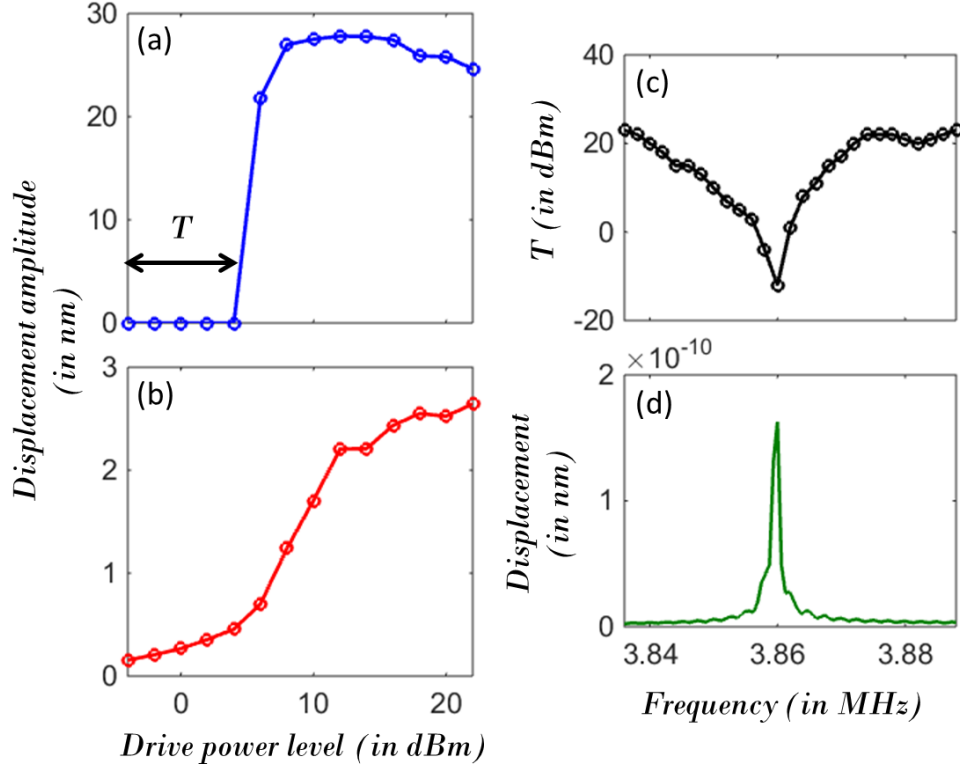 (a)
30
20
10
0
T
Displacement amplitude
(in nm)
(b)
3
2
1
0
0 10 20
Drive power level (in dBm)
(c)
40
20
0
-20
T (in dBm)
×10⁻¹⁰
(d)
2
1
0
Displacement
(in nm)
3.84 3.86 3.88
Frequency (in MHz)